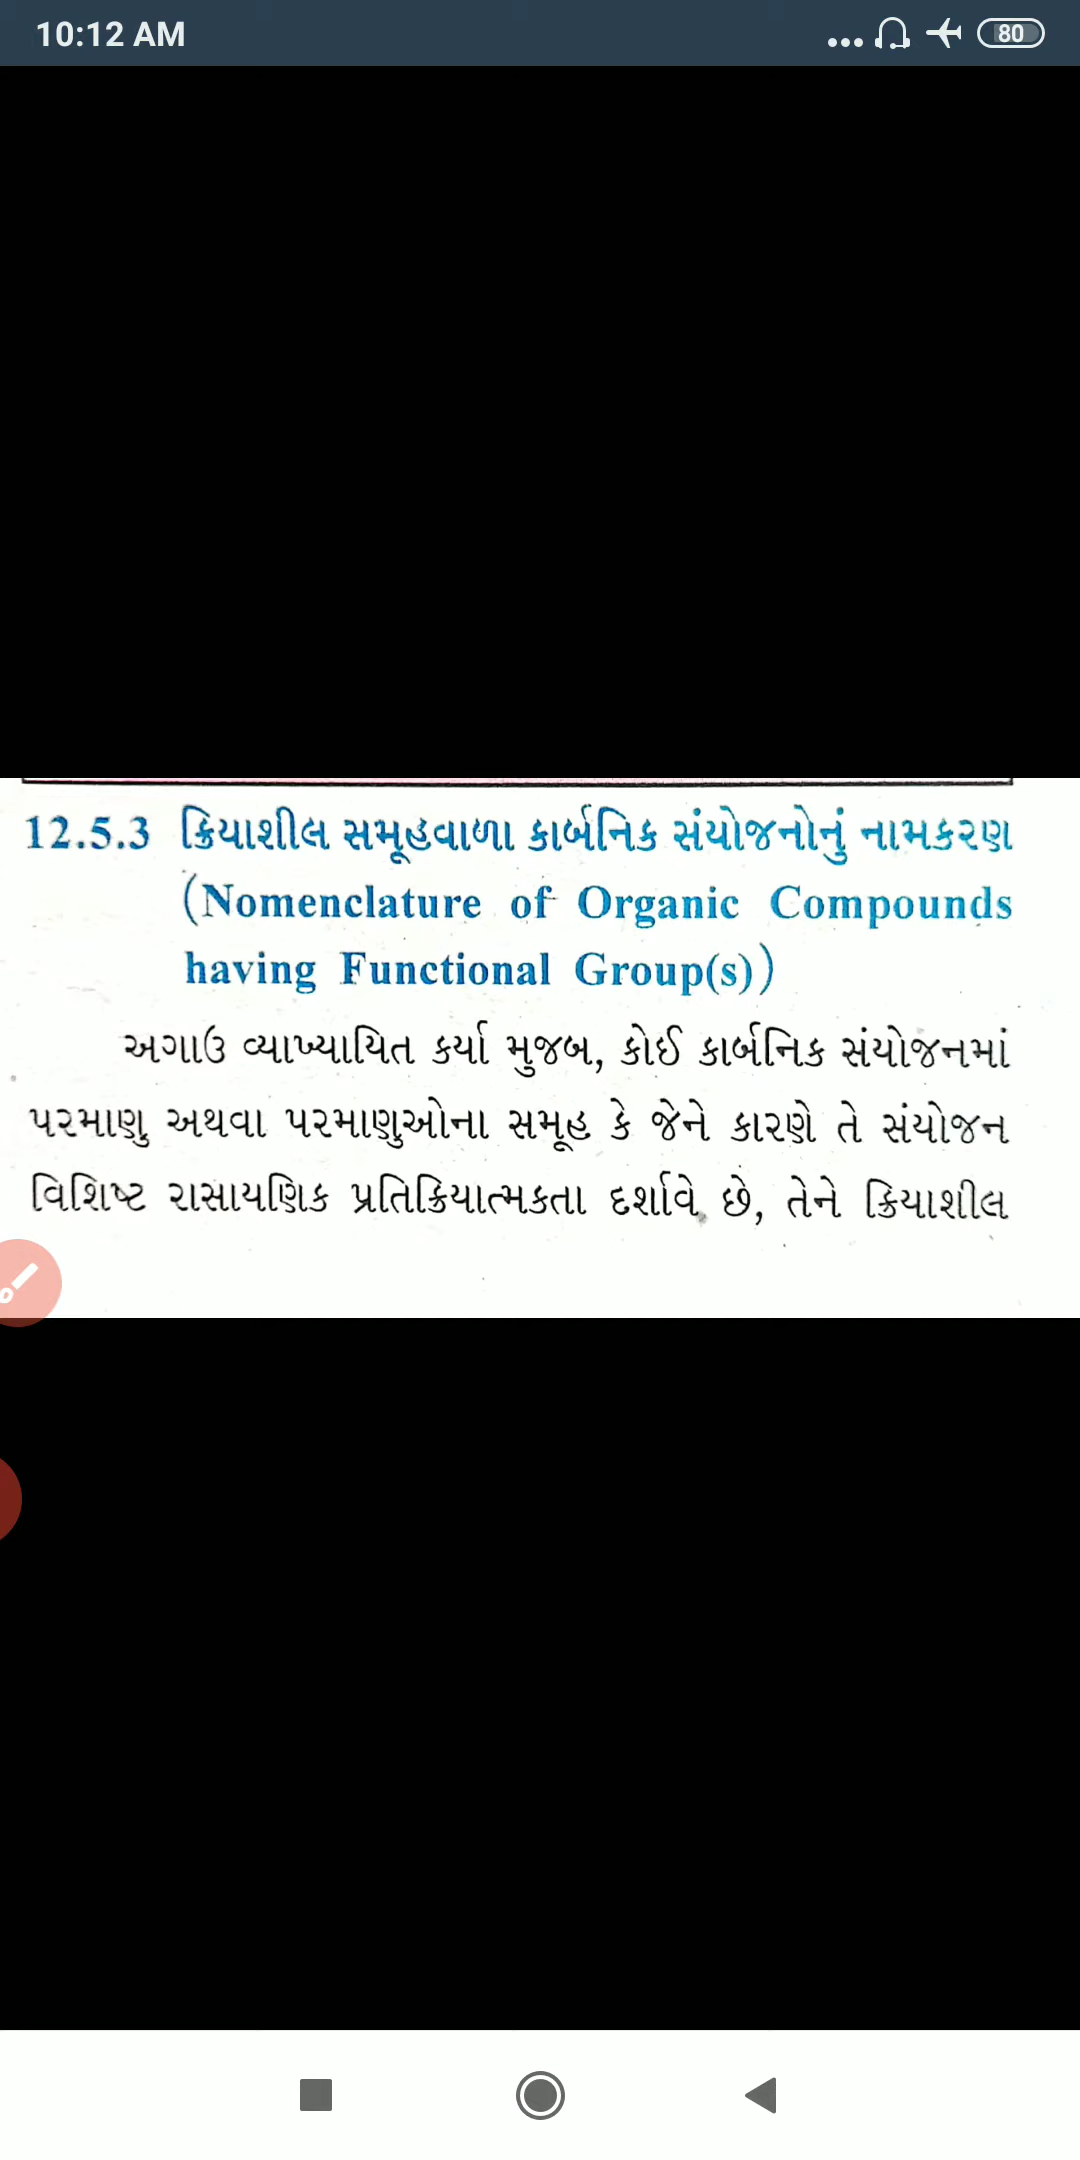 10:12 AM
80
12.5.3 ક્રિયાશીલ સમૂહવાળા કાર્બનિક સંયોજનોનું નામકરણ
(Nomenclature of Organic Compounds
having Functional Group(s))
અગાઉ વ્યાખ્યાયિત કર્યા મુજબ, કોઈ કાર્બનિક સંયોજનમાં
પરમાણુ અથવા પરમાણુઓના સમૂહ કે જેને કારણે તે સંયોજન
વિશિષ્ટ રાસાયણિક પ્રતિક્રિયાત્મકતા દર્શાવે છે, તેને ક્રિયાશીલ